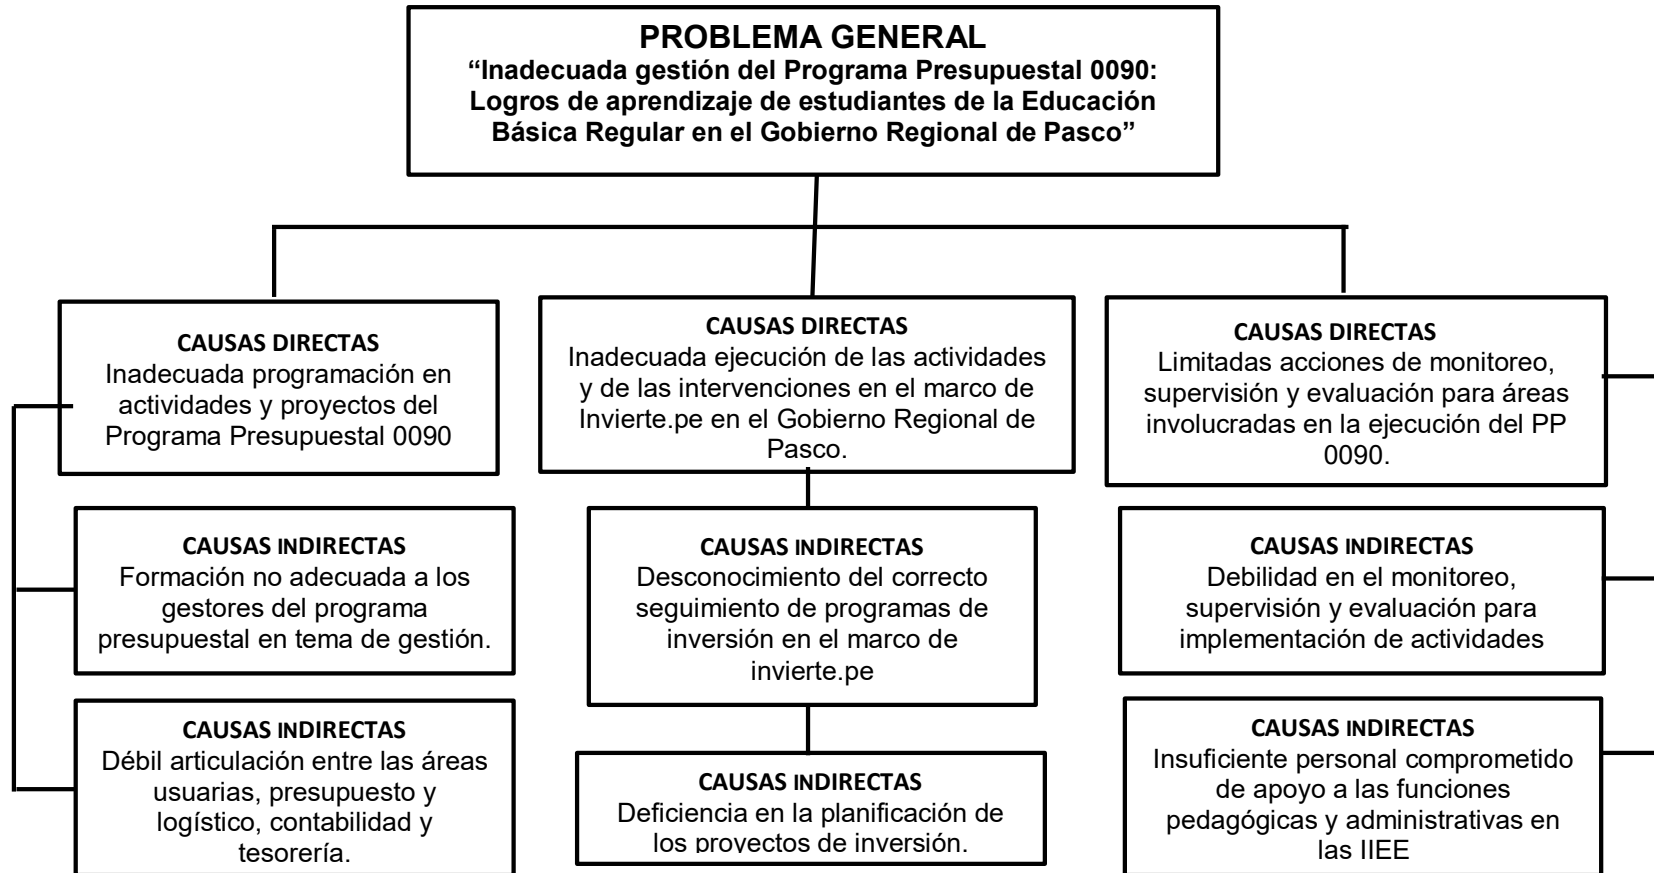 PROBLEMA GENERAL
“Inadecuada gestión del Programa Presupuestal 0090:
Logros de aprendizaje de estudiantes de la Educación
Básica Regular en el Gobierno Regional de Pasco”
CAUSAS DIRECTAS
Inadecuada programación en
actividades y proyectos del
Programa Presupuestal 0090
CAUSAS DIRECTAS
Inadecuada ejecución de las actividades
y de las intervenciones en el marco de
Invierte.pe en el Gobierno Regional de
Pasco.
CAUSAS DIRECTAS
Limitadas acciones de monitoreo,
supervisión y evaluación para áreas
involucradas en la ejecución del PP
0090.
CAUSAS INDIRECTAS
Formación no adecuada a los
gestores del programa
presupuestal en tema de gestión.
CAUSAS INDIRECTAS
Desconocimiento del correcto
seguimiento de programas de
inversión en el marco de
invierte.pe
CAUSAS INDIRECTAS
Debilidad en el monitoreo,
supervisión y evaluación para
implementación de actividades
CAUSAS INDIRECTAS
Débil articulación entre las áreas
usuarias, presupuesto y
logístico, contabilidad y
tesorería.
CAUSAS INDIRECTAS
Deficiencia en la planificación de
los proyectos de inversión.
CAUSAS INDIRECTAS
Insuficiente personal comprometido
de apoyo a las funciones
pedagógicas y administrativas en
las IIEE